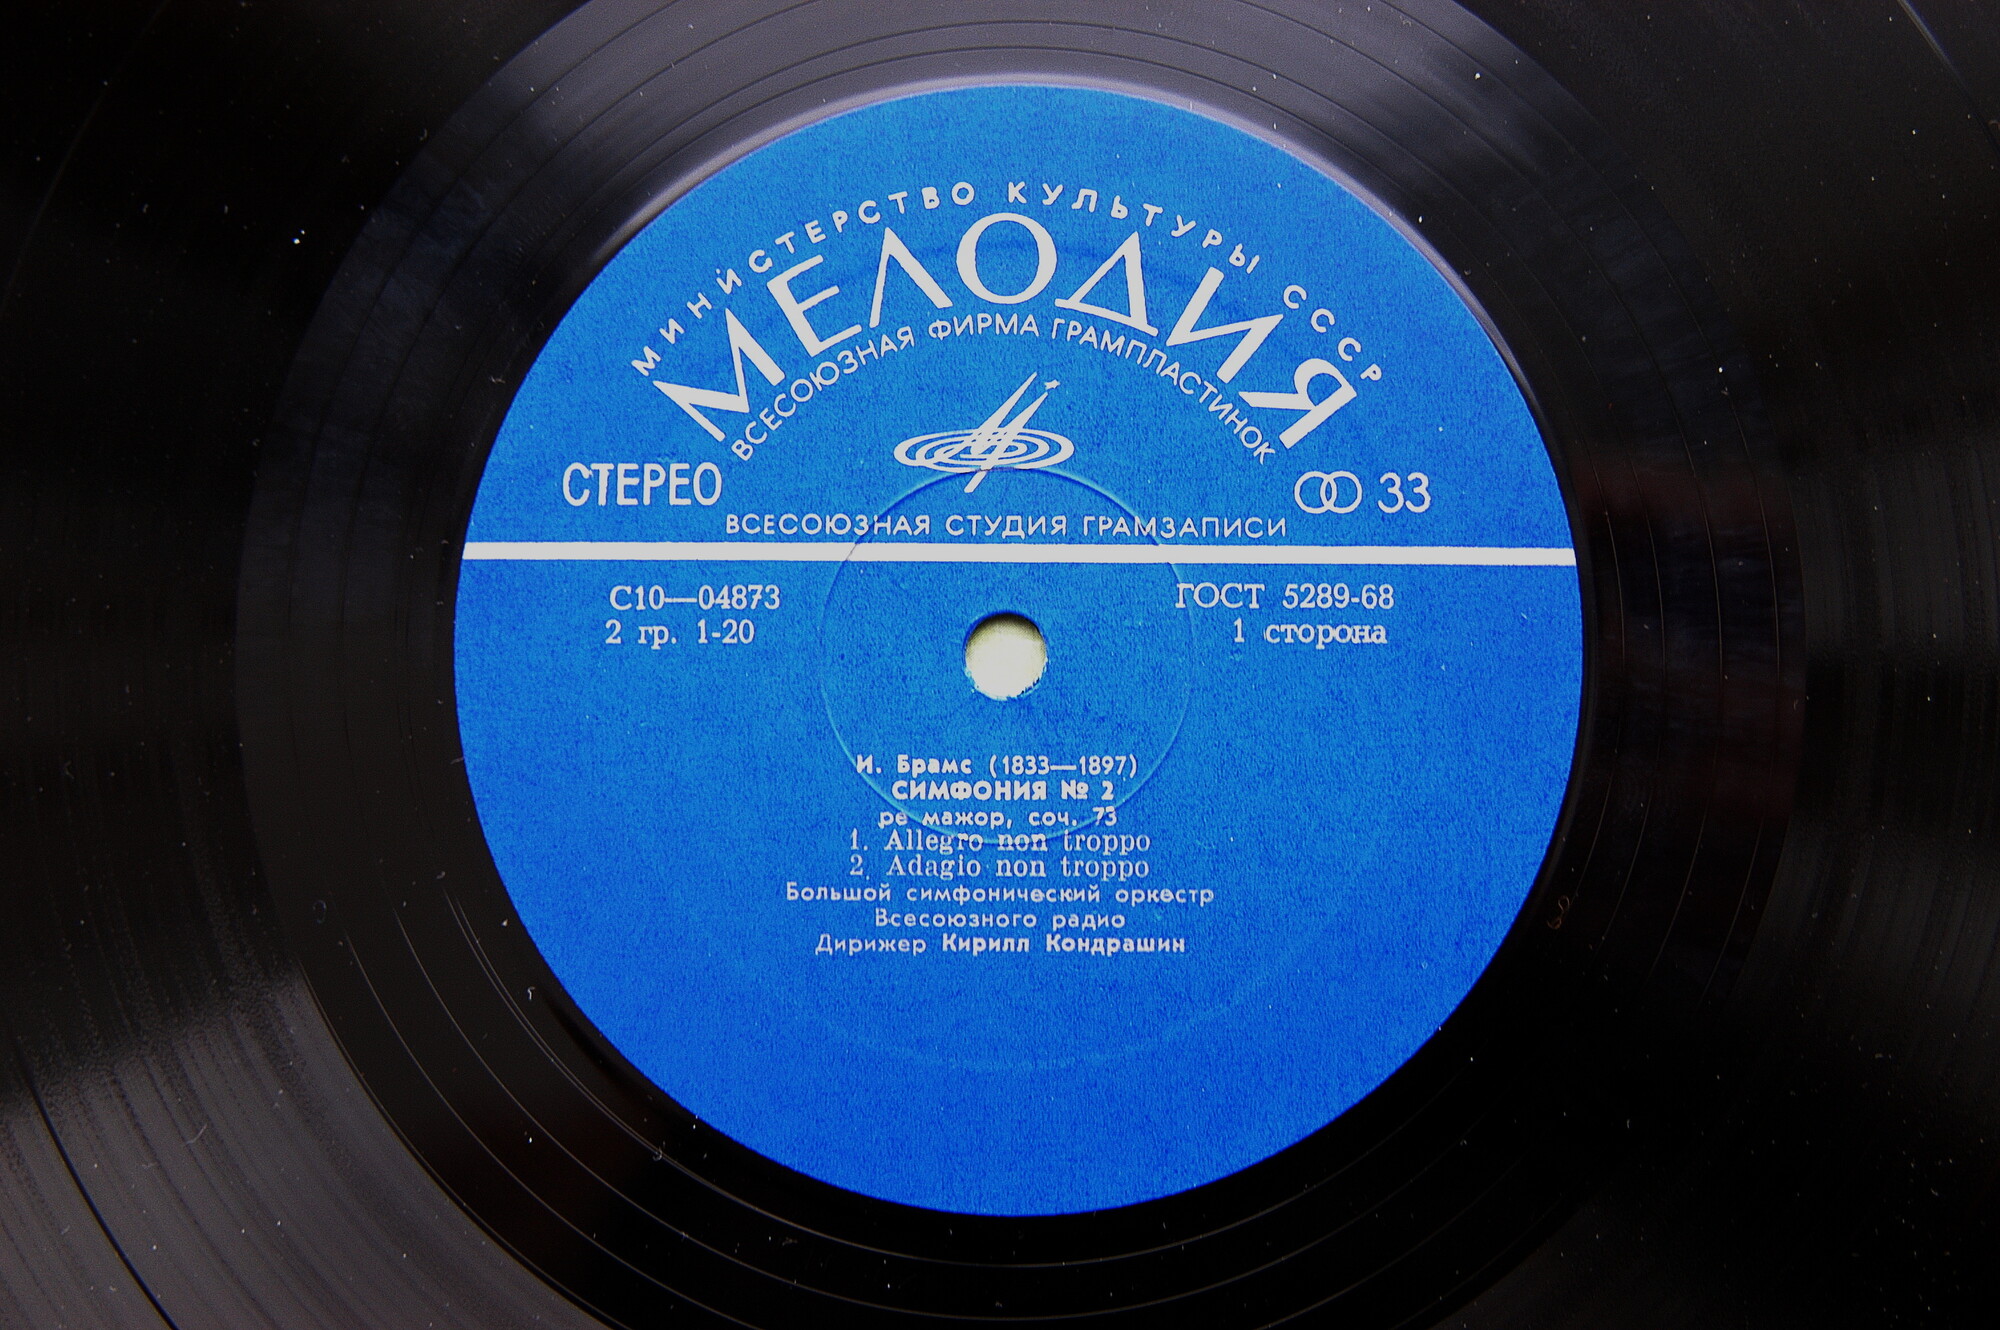 МИНИСТЕРСТВО КУЛЬТУРЫ СССР
МЕЛОДИЯ
ВСЕСОЮЗНАЯ ФИРМА ГРАМПЛАСТИНОК
СТЕРЕО
33
ВСЕСОЮЗНАЯ СТУДИЯ ГРАМЗАПИСИ
С10—04873
ГОСТ 5289-68
2 гр. 1-20
1 сторона
И. Брамс (1833—1897)
СИМФОНИЯ № 2
ре мажор, соч. 73
1. Allegro non troppo
2. Adagio non troppo
Большой симфонический оркестр
Всесоюзного радио
Дирижер Кирилл Кондрашин